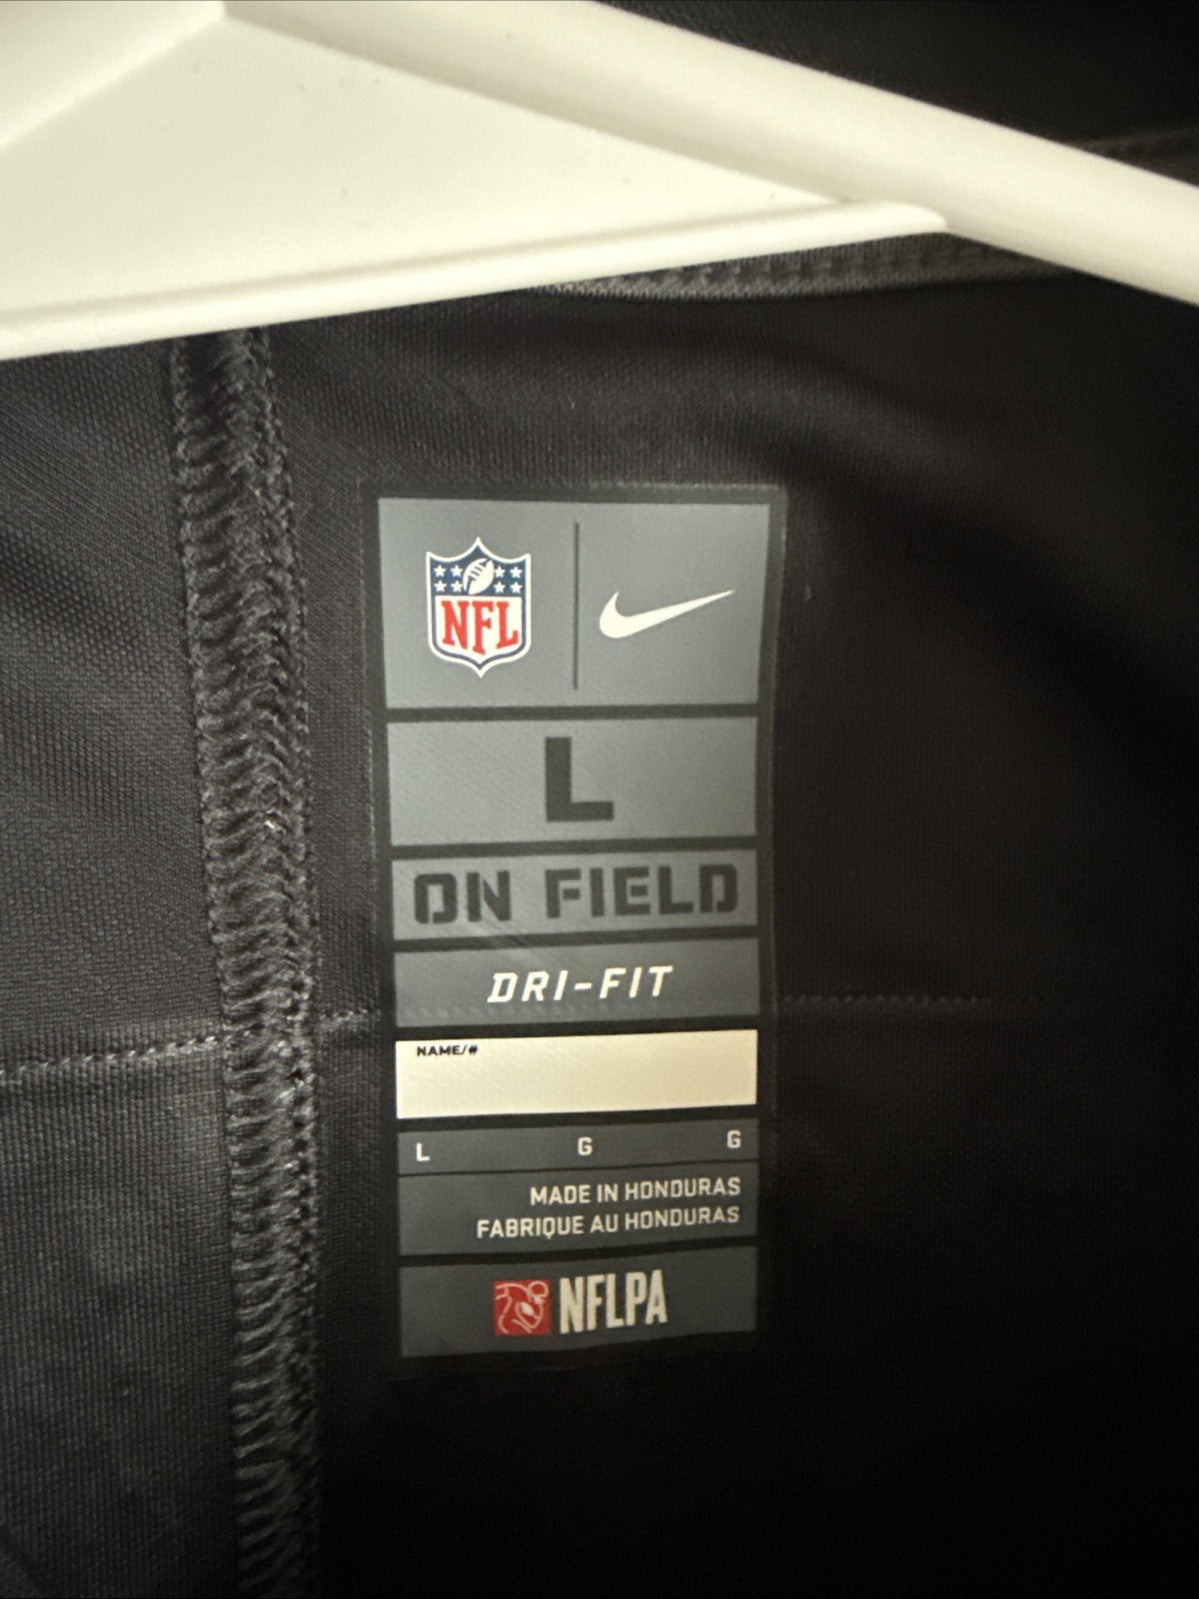 NFL
L
ON FIELD
DRI-FIT
NAME/#
L G G
MADE IN HONDURAS
FABRIQUE AU HONDURAS
NFLPA